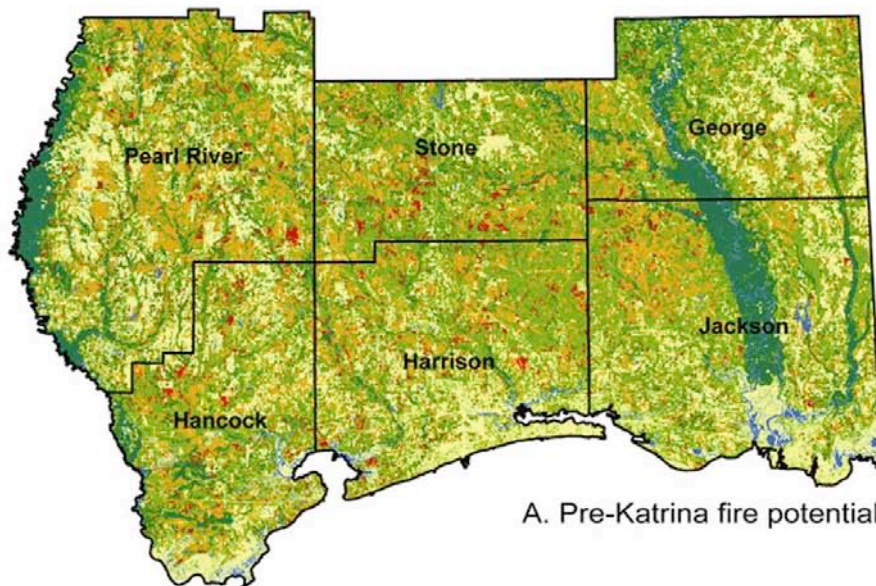 George
Stone
Pearl River
Jackson
Harrison
Hancock
A. Pre-Katrina fire potential